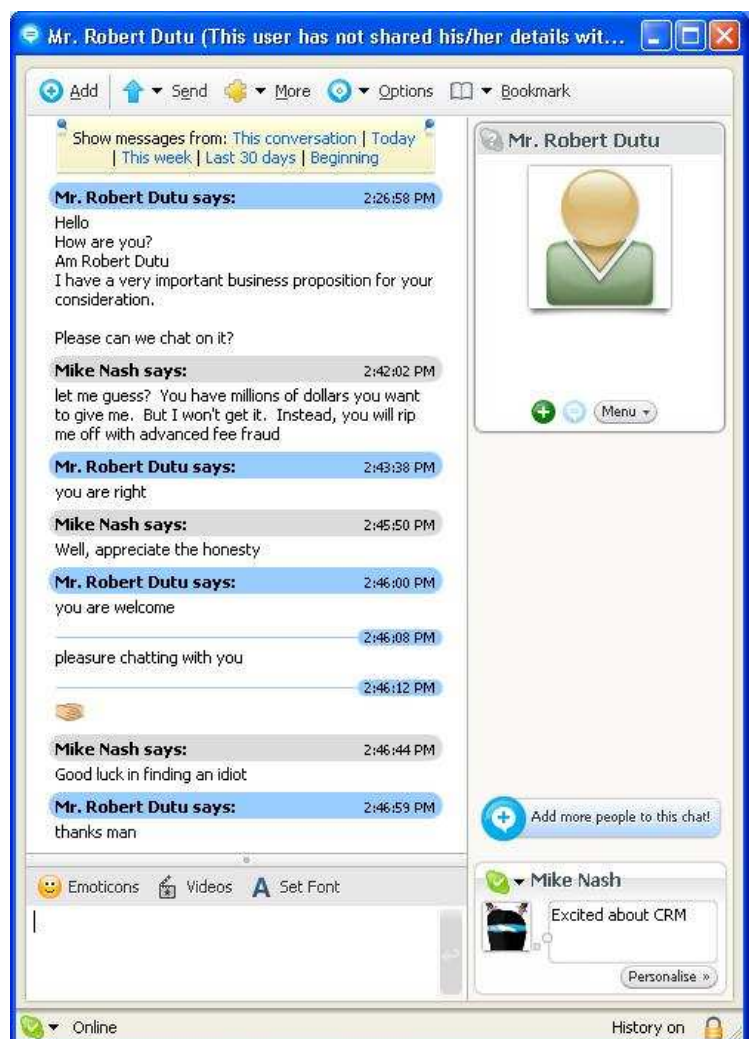 Mr. Robert Dutu (This user has not shared his/her details wit...
Add Send More Options Bookmark
Show messages from: This conversation | Today
| This week | Last 30 days | Beginning
Mr. Robert Dutu says: 2:26:58 PM
Hello
How are you?
Am Robert Dutu
I have a very important business proposition for your
consideration.
Please can we chat on it?
Mike Nash says: 2:42:02 PM
let me guess? You have millions of dollars you want
to give me. But I won't get it. Instead, you will rip
me off with advanced fee fraud
Mr. Robert Dutu says: 2:43:38 PM
you are right
Mike Nash says: 2:45:50 PM
Well, appreciate the honesty
Mr. Robert Dutu says: 2:46:00 PM
you are welcome
2:46:08 PM
pleasure chatting with you
2:46:12 PM
Mike Nash says: 2:46:44 PM
Good luck in finding an idiot
Mr. Robert Dutu says: 2:46:59 PM
thanks man
Emoticons Videos A Set Font
Mr. Robert Dutu
Menu
Add more people to this chat!
Mike Nash
Excited about CRM
Personalise »
Online
History on